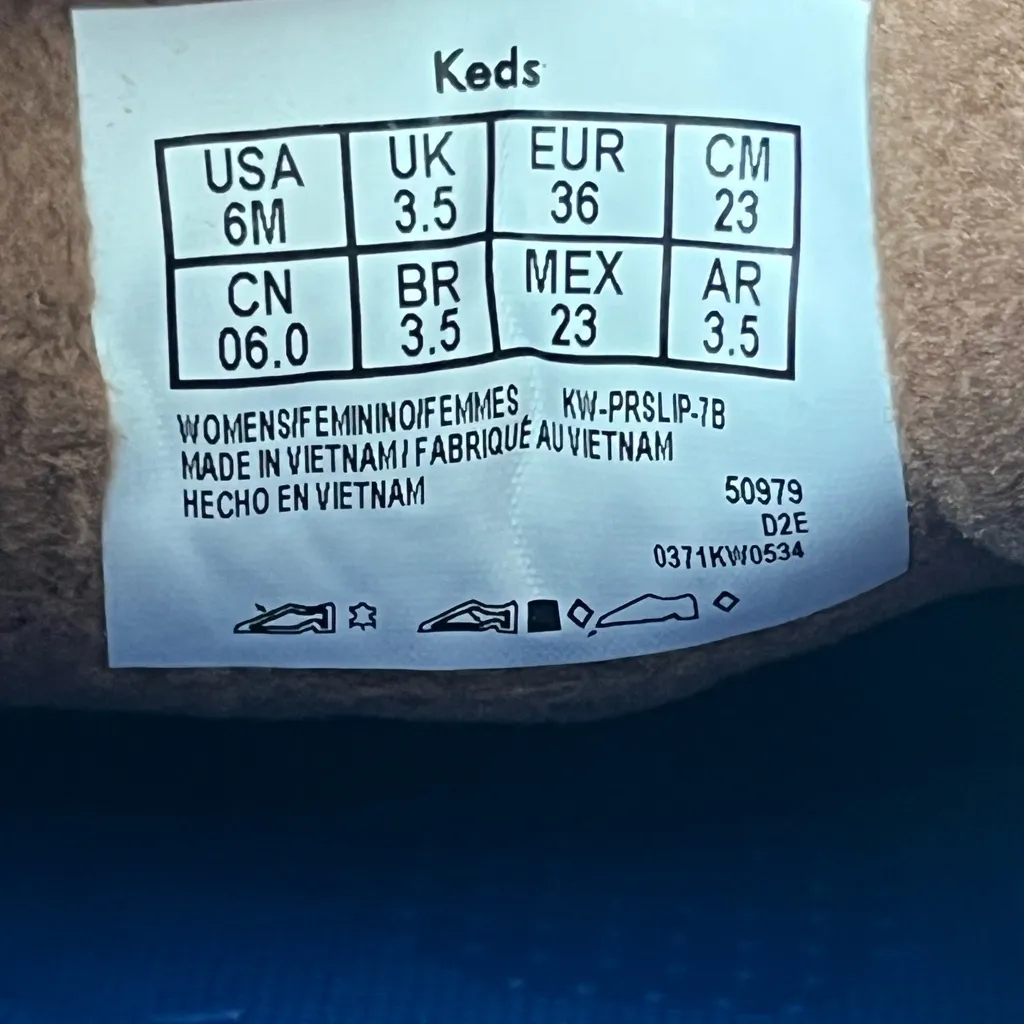 Keds
USA UK EUR CM
6M 3.5 36 23
CN BR MEX AR
06.0 3.5 23 3.5
WOMENS/FEMININO/FEMMES KW-PRSLIP-7B
MADE IN VIETNAM / FABRIQUÉ AU VIETNAM
HECHO EN VIETNAM
50979
D2E
0371KW0534